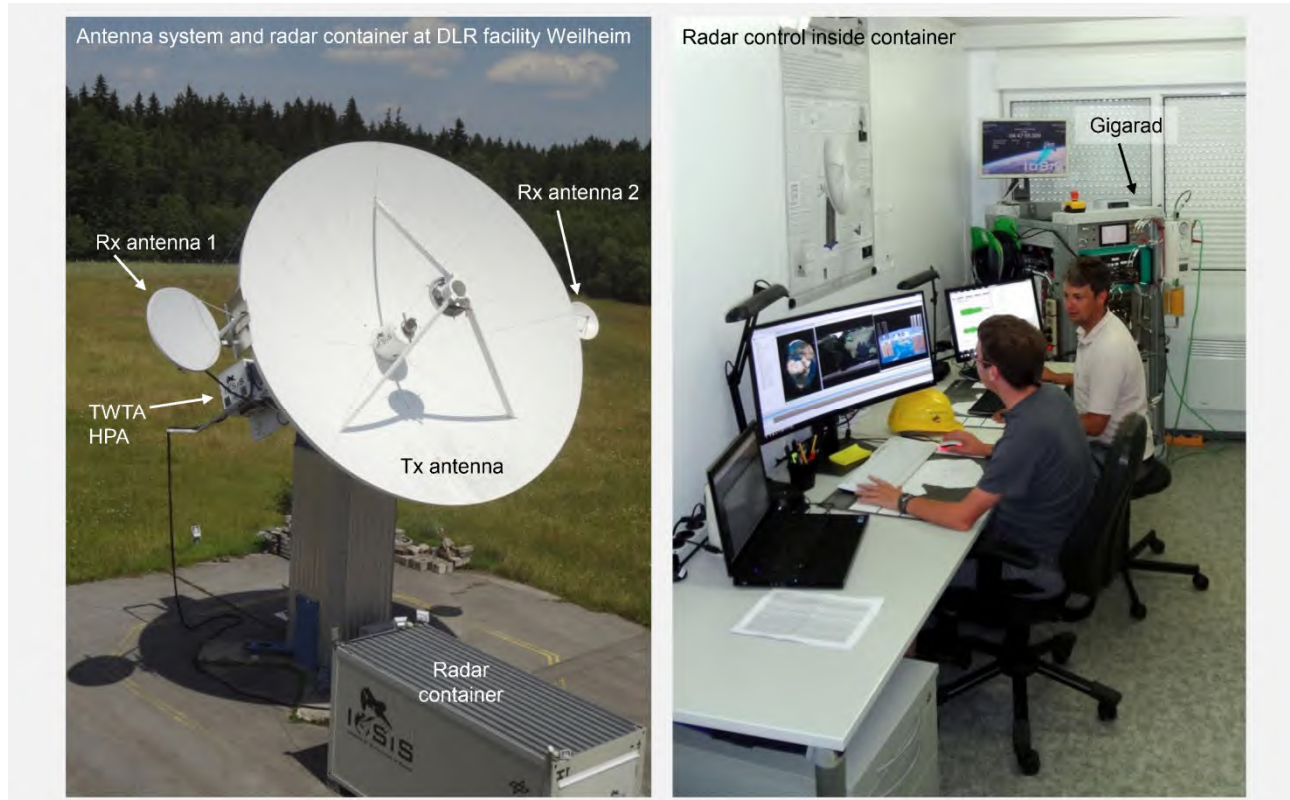 Antenna system and radar container at DLR facility Weilheim
Rx antenna 2
Rx antenna 1
TWTA
HPA
Tx antenna
Radar
container
IoSiS
Radar control inside container
Gigarad